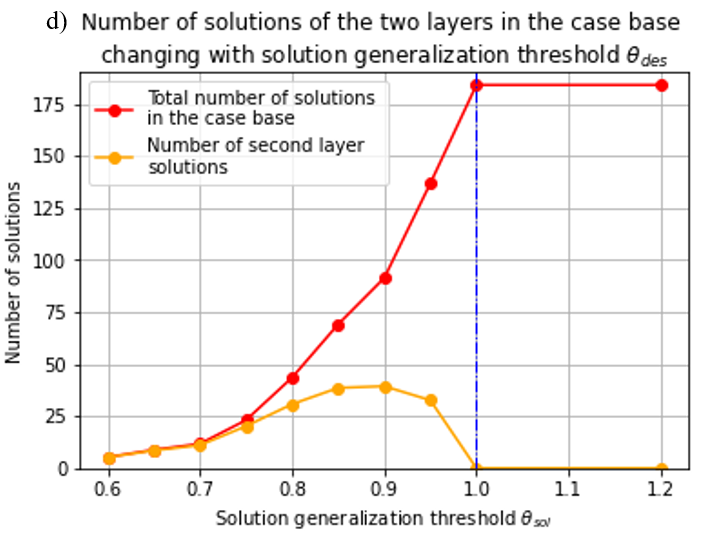 d) Number of solutions of the two layers in the case base
changing with solution generalization threshold θdes
Total number of solutions
in the case base
Number of second layer
solutions
Number of solutions
175
150
125
100
75
50
25
0
0.6 0.7 0.8 0.9 1.0 1.1 1.2
Solution generalization threshold θsol